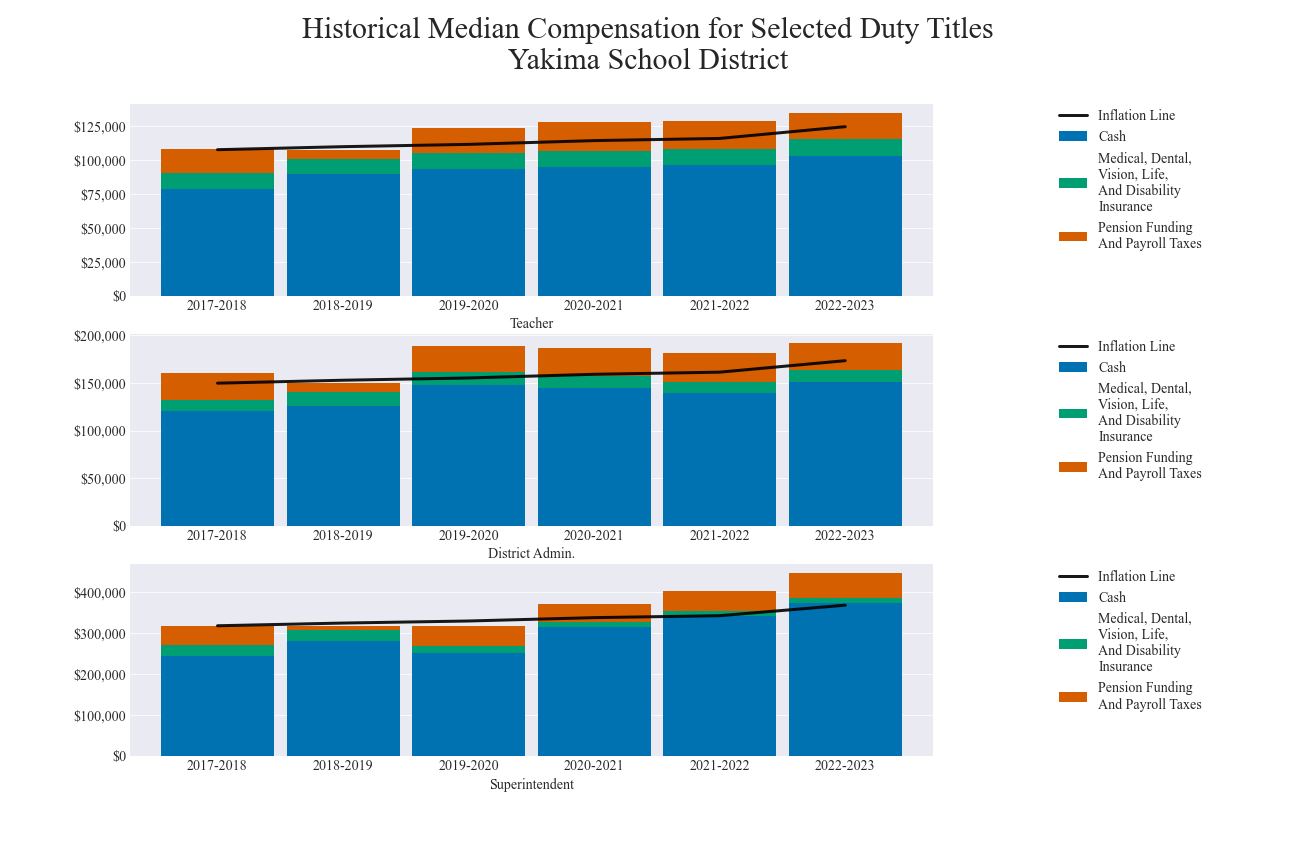 Historical Median Compensation for Selected Duty Titles
Yakima School District
$125,000
$100,000
$75,000
$50,000
$25,000
$0
2017-2018
2018-2019
2019-2020
2020-2021
2021-2022
2022-2023
Teacher
Inflation Line
Cash
Medical, Dental,
Vision, Life,
And Disability
Insurance
Pension Funding
And Payroll Taxes
$200,000
$150,000
$100,000
$50,000
$0
2017-2018
2018-2019
2019-2020
2020-2021
2021-2022
2022-2023
District Admin.
Inflation Line
Cash
Medical, Dental,
Vision, Life,
And Disability
Insurance
Pension Funding
And Payroll Taxes
$400,000
$300,000
$200,000
$100,000
$0
2017-2018
2018-2019
2019-2020
2020-2021
2021-2022
2022-2023
Superintendent
Inflation Line
Cash
Medical, Dental,
Vision, Life,
And Disability
Insurance
Pension Funding
And Payroll Taxes